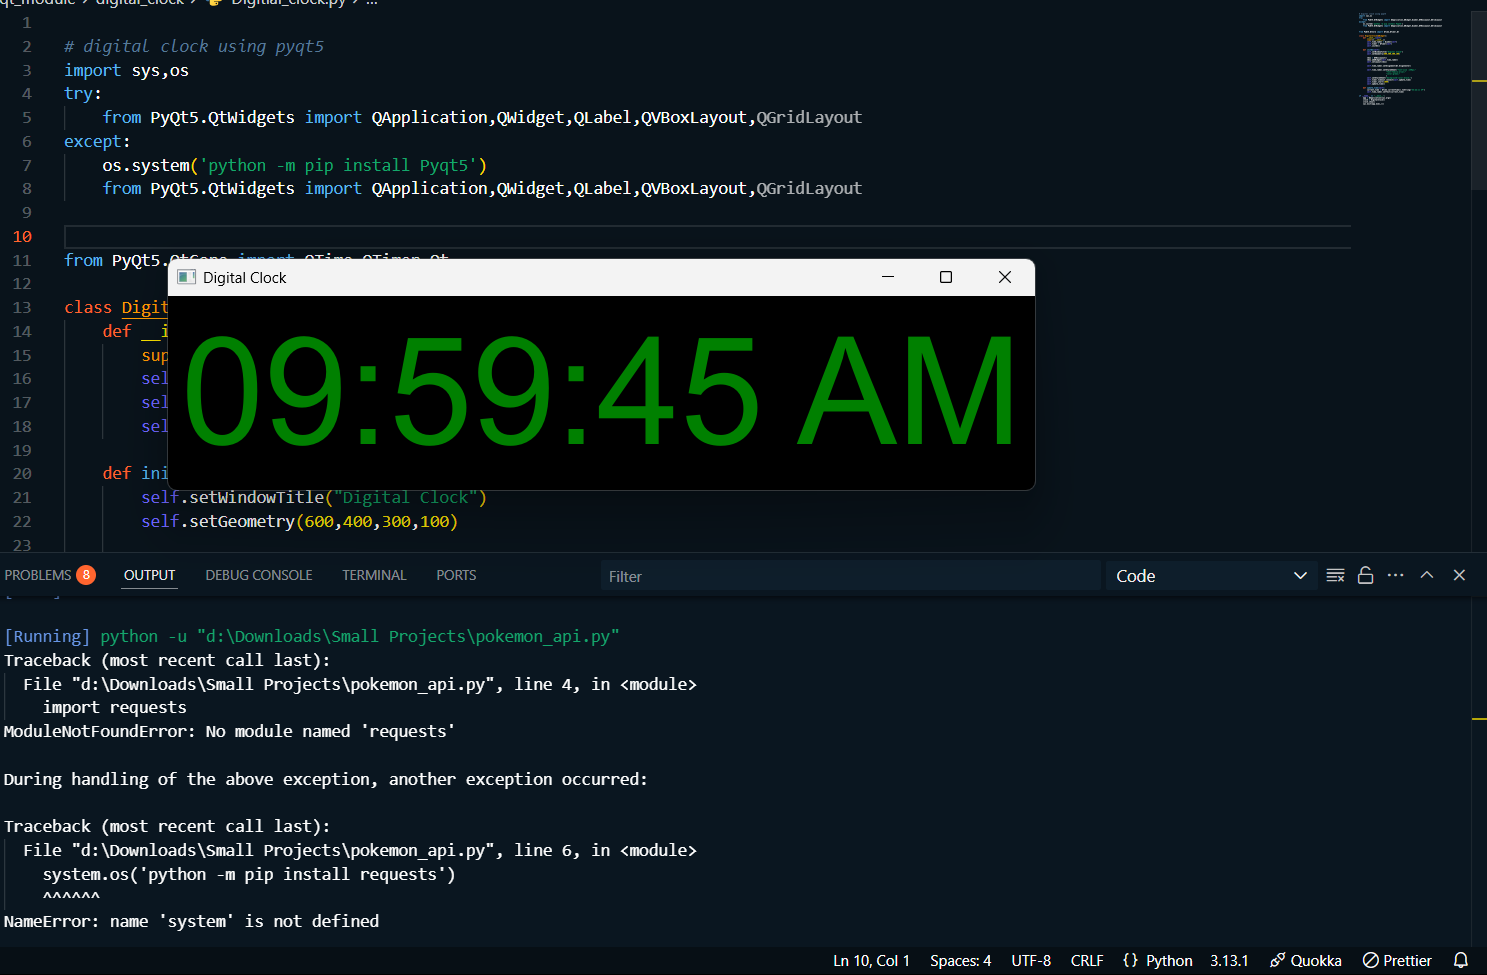 qt_module > digital_clock > Digitial_clock.py > ...
1
2 # digital clock using pyqt5
3 import sys,os
4 try:
5 from PyQt5.QtWidgets import QApplication,QWidget,QLabel,QVBoxLayout,QGridLayout
6 except:
7 os.system('python -m pip install Pyqt5')
8 from PyQt5.QtWidgets import QApplication,QWidget,QLabel,QVBoxLayout,QGridLayout
9
10
11 from PyQt5.QtCore import QTime,QTimer,Qt
12
Digital Clock
13 class Digit
14 def __i
15 sup
16 sel
17 sel
18 sel
09:59:45 AM
19
20 def ini
21 self.setWindowTitle("Digital Clock")
22 self.setGeometry(600,400,300,100)
23
PROBLEMS 8 OUTPUT DEBUG CONSOLE TERMINAL PORTS Filter Code
[Running] python -u "d:\Downloads\Small Projects\pokemon_api.py"
Traceback (most recent call last):
File "d:\Downloads\Small Projects\pokemon_api.py", line 4, in <module>
import requests
ModuleNotFoundError: No module named 'requests'
During handling of the above exception, another exception occurred:
Traceback (most recent call last):
File "d:\Downloads\Small Projects\pokemon_api.py", line 6, in <module>
system.os('python -m pip install requests')
^^^^^^
NameError: name 'system' is not defined
Ln 10, Col 1 Spaces: 4 UTF-8 CRLF {} Python 3.13.1 Quokka Prettier